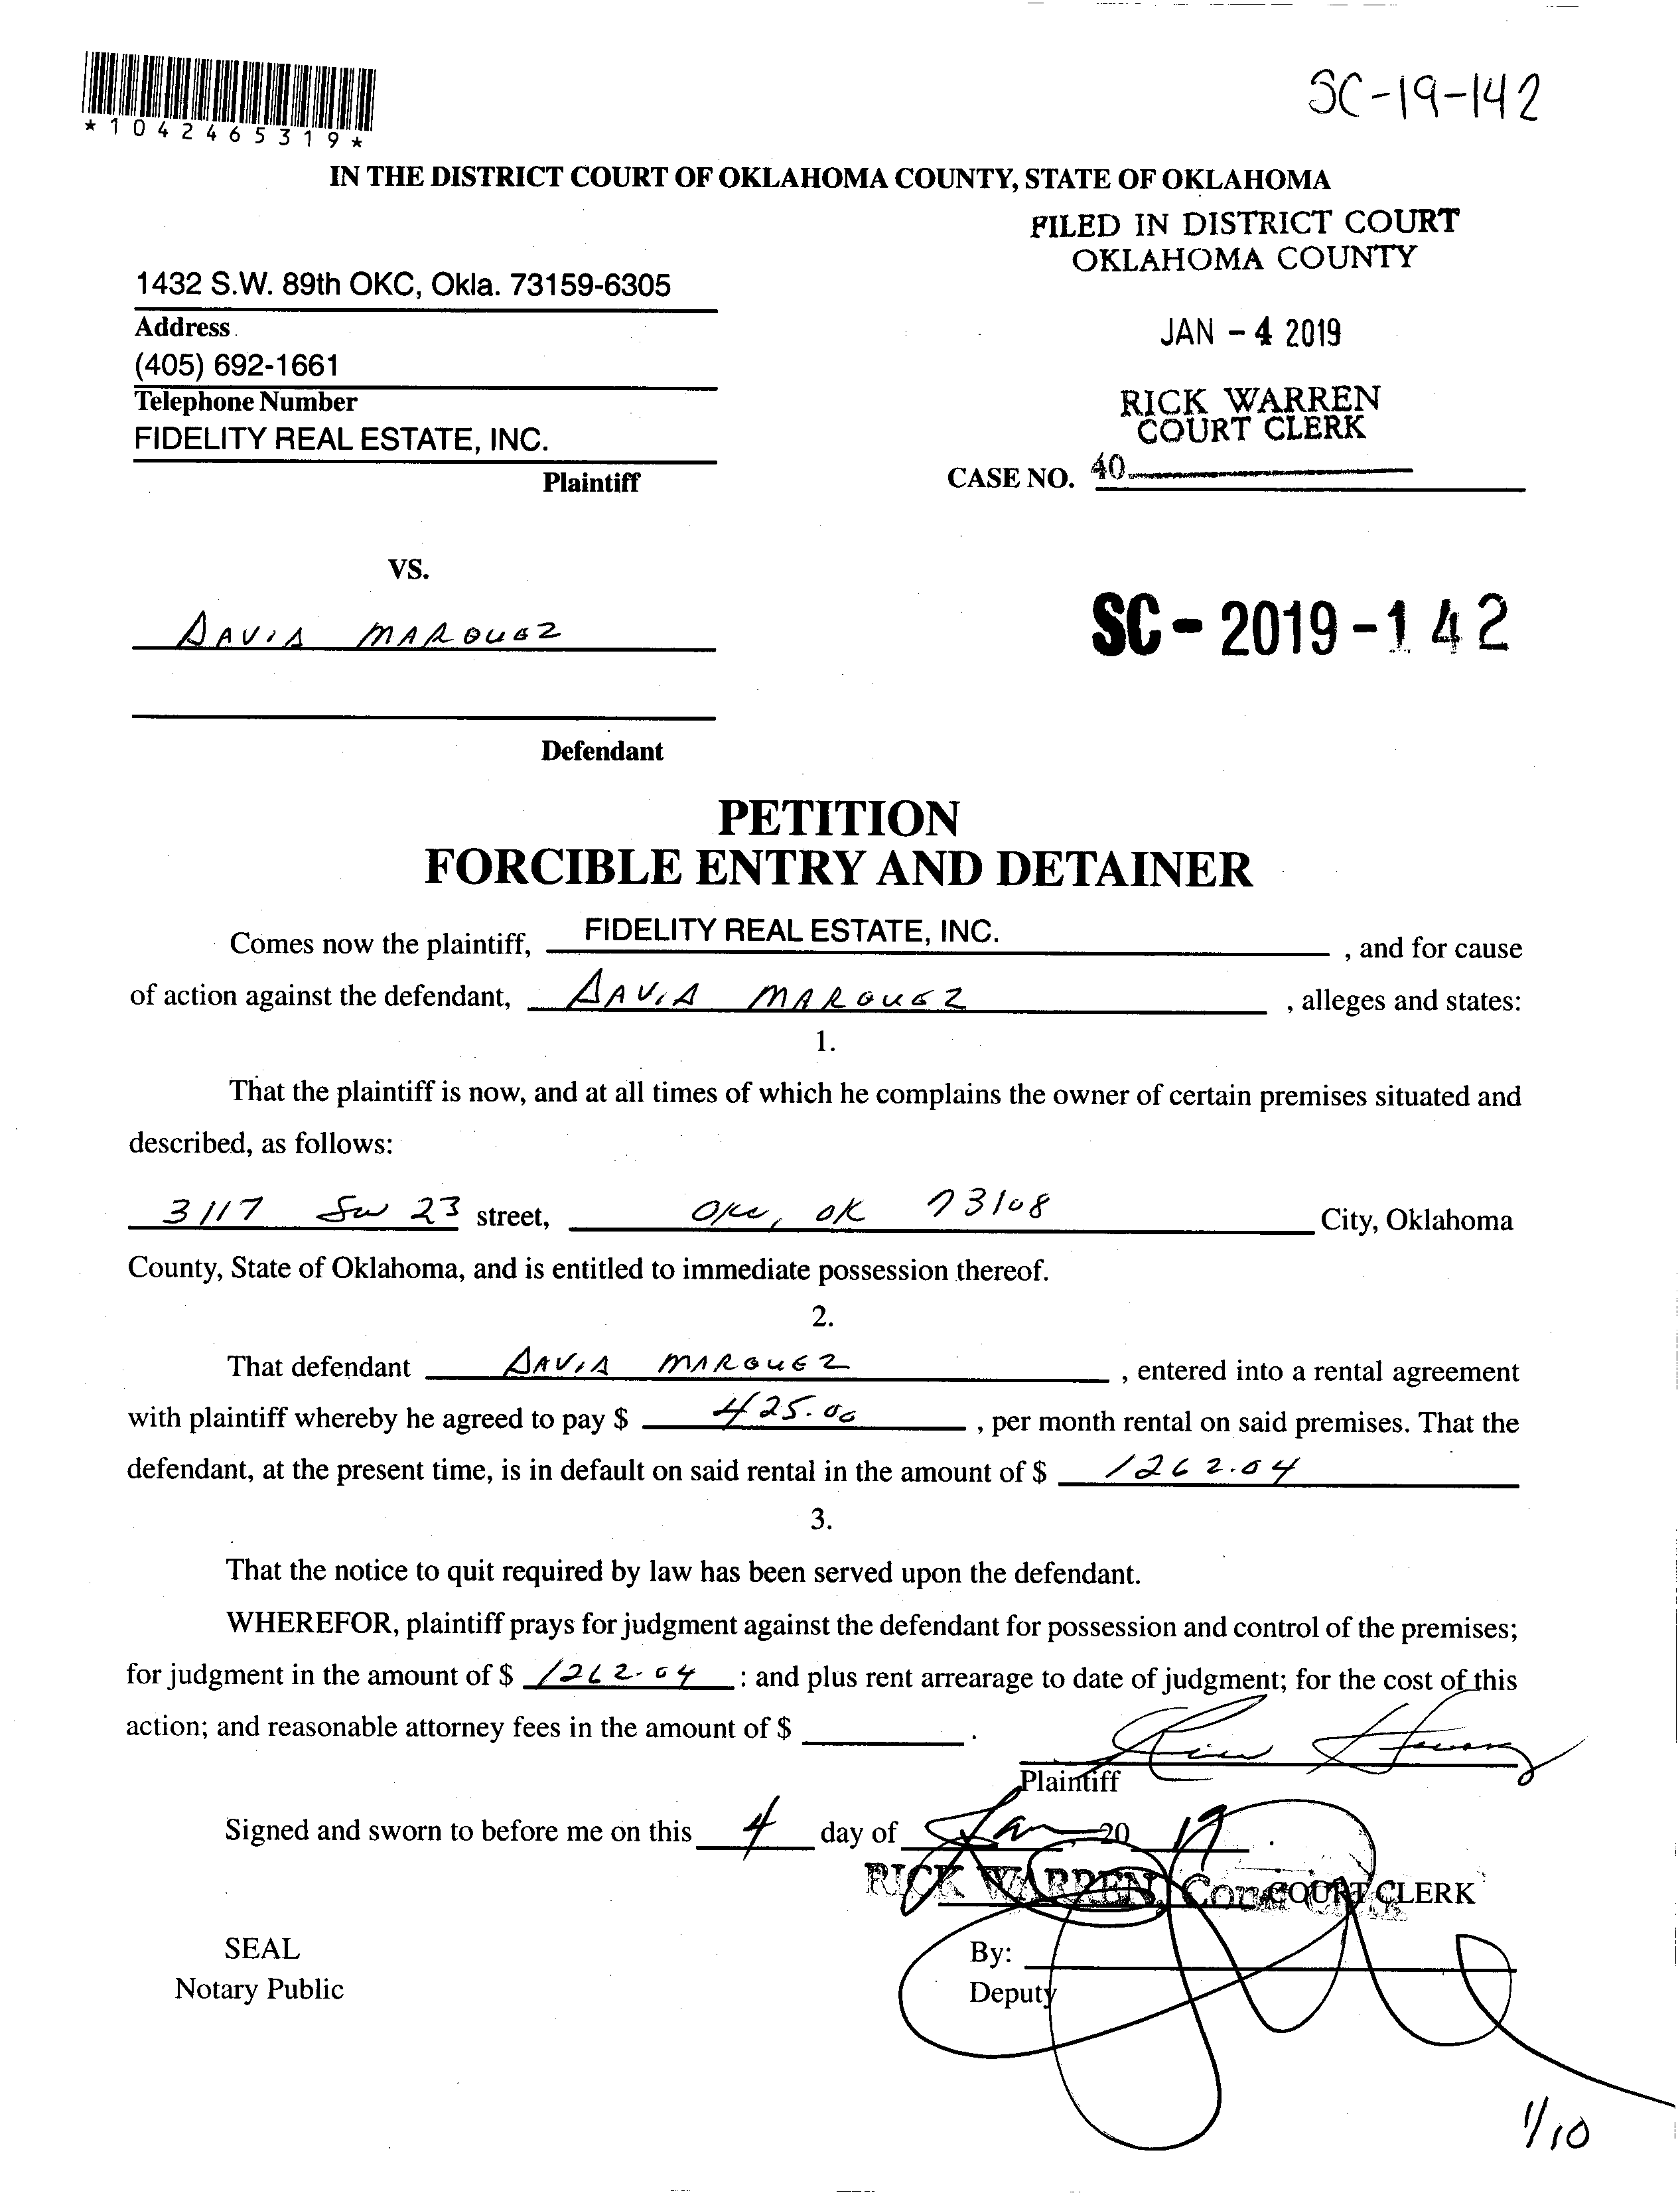 SC-19-142
*1042465319*
IN THE DISTRICT COURT OF OKLAHOMA COUNTY, STATE OF OKLAHOMA
FILED IN DISTRICT COURT
OKLAHOMA COUNTY
1432 S.W. 89th OKC, Okla. 73159-6305
Address
JAN - 4 2019
(405) 692-1661
Telephone Number
RICK WARREN
COURT CLERK
FIDELITY REAL ESTATE, INC.
Plaintiff
CASE NO. 40
VS.
DAVID MARQUEZ
SC - 2019 - 142
Defendant
PETITION
FORCIBLE ENTRY AND DETAINER
Comes now the plaintiff, FIDELITY REAL ESTATE, INC. , and for cause
of action against the defendant, DAVID MARQUEZ , alleges and states:
1.
That the plaintiff is now, and at all times of which he complains the owner of certain premises situated and
described, as follows:
3117 SW 23 street, OKC, OK 73108 City, Oklahoma
County, State of Oklahoma, and is entitled to immediate possession thereof.
2.
That defendant DAVID MARQUEZ , entered into a rental agreement
with plaintiff whereby he agreed to pay $ 425.00 , per month rental on said premises. That the
defendant, at the present time, is in default on said rental in the amount of $ 1262.04
3.
That the notice to quit required by law has been served upon the defendant.
WHEREFOR, plaintiff prays for judgment against the defendant for possession and control of the premises;
for judgment in the amount of $ 1262.04 : and plus rent arrearage to date of judgment; for the cost of this
action; and reasonable attorney fees in the amount of $ .
Plaintiff
Signed and sworn to before me on this 4 day of Jan , 20 19
RICK WARREN, COURT CLERK
SEAL
By:
Notary Public
Deputy
1/10